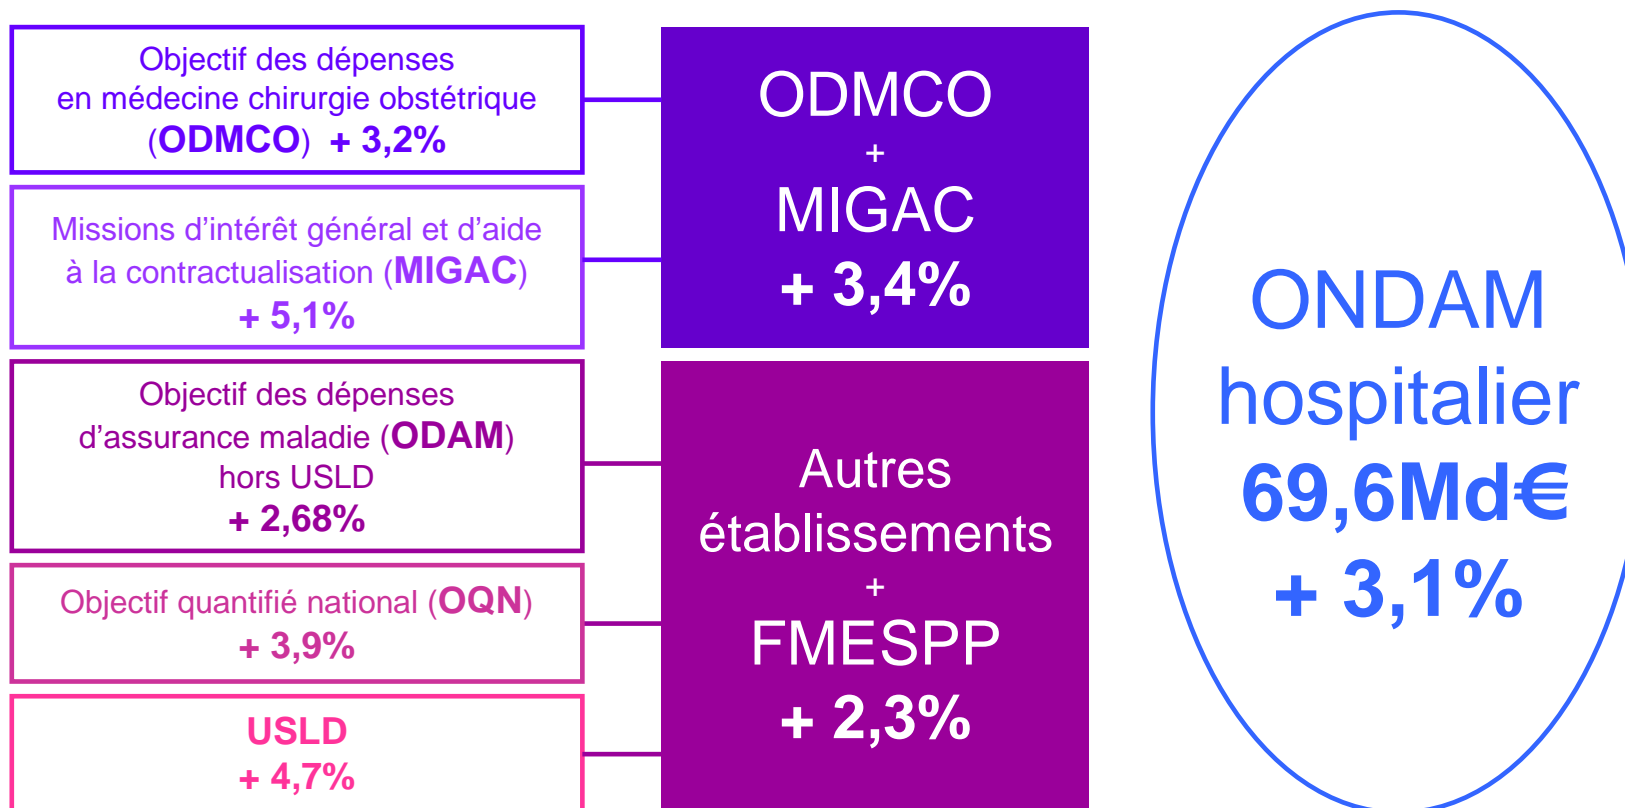 Objectif des dépenses
en médecine chirurgie obstétrique
(ODMCO) + 3,2%
Missions d'intérêt général et d'aide
à la contractualisation (MIGAC)
+ 5,1%
Objectif des dépenses
d'assurance maladie (ODAM)
hors USLD
+ 2,68%
Objectif quantifié national (OQN)
+ 3,9%
USLD
+ 4,7%
ODMCO
+
MIGAC
+ 3,4%
Autres
établissements
+
FMESPP
+ 2,3%
ONDAM
hospitalier
69,6Md€
+ 3,1%